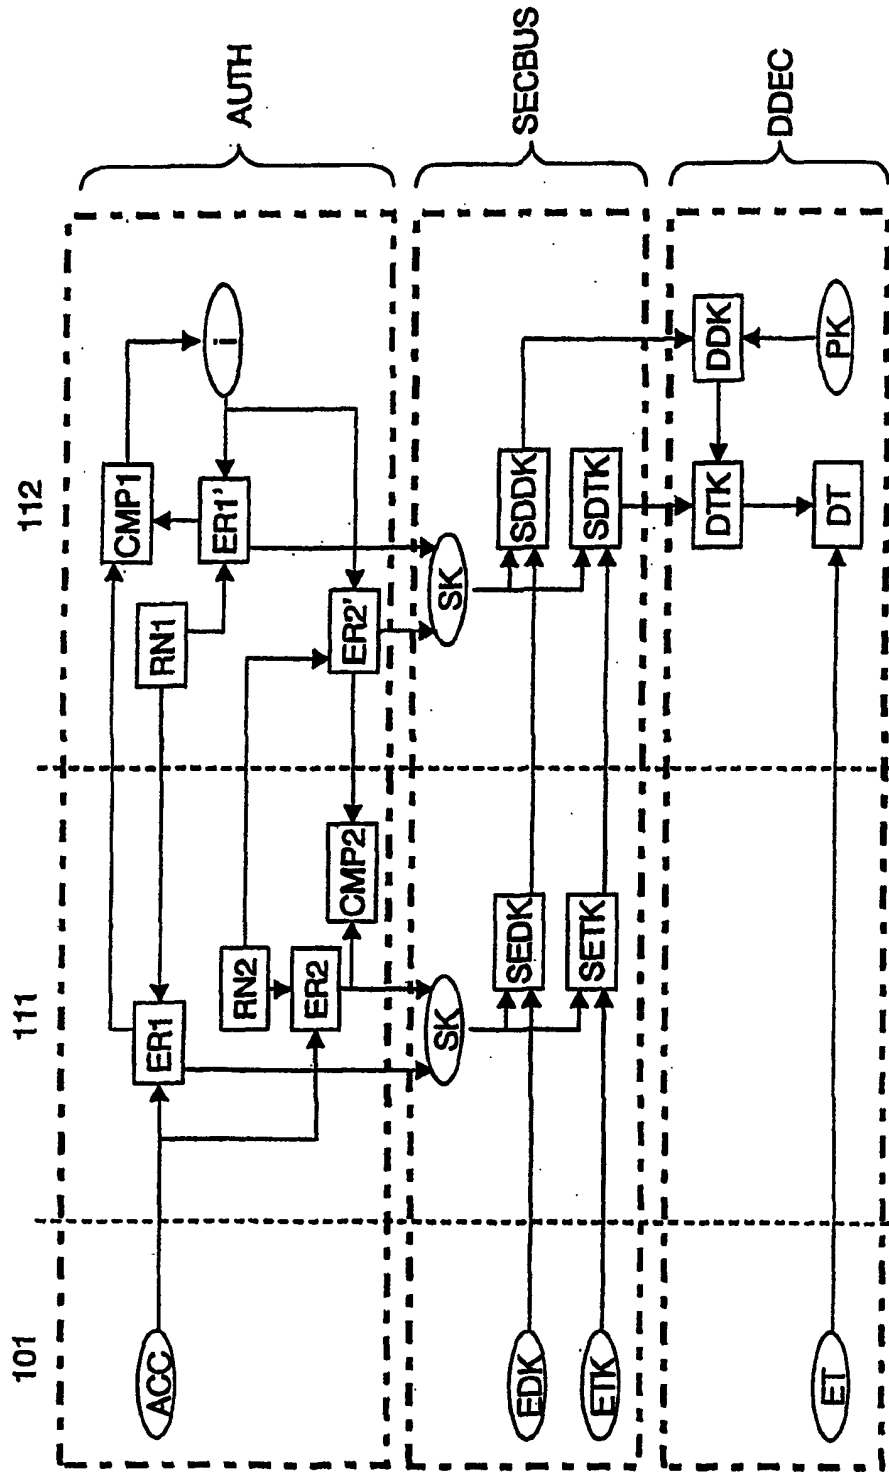 101
111
112
ACC
ER1
RN1
CMP1
ER1'
i
RN2
ER2
CMP2
ER2'
AUTH
SK
SK
EDK
SEDK
SDDK
ETK
SETK
SDTK
SECBUS
DTK
DDK
ET
DT
PK
DDEC